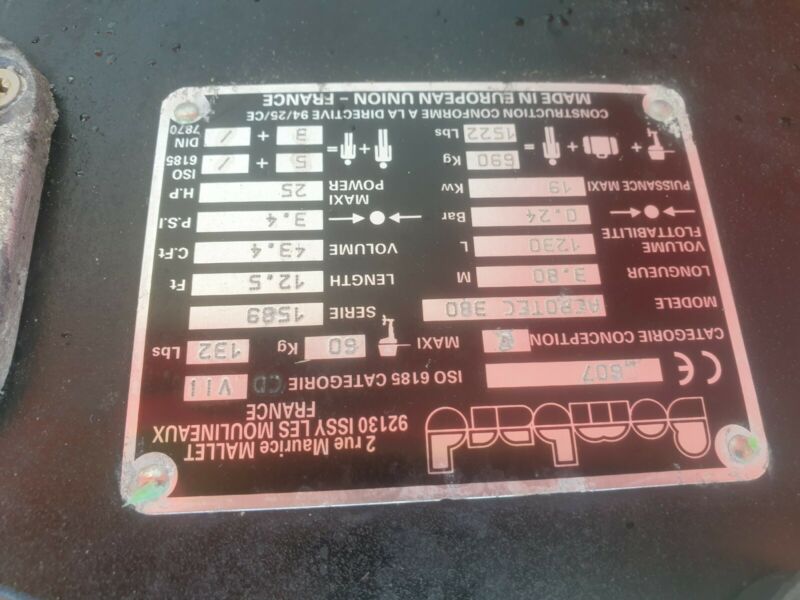 BOMBARD
2 rue Maurice MALLET
92130 ISSY LES MOULINEAUX
FRANCE
CE .607 ISO 6185 CATEGORIE CD VII
CATEGORIE CONCEPTION MAXI 60 Kg 132 Lbs
MODELE AEROTEC 380 SERIE 1589
LONGUEUR 3.80 M LENGTH 12.5 Ft
VOLUME FLOTTABILITE 1230 L VOLUME 43.4 C.Ft
0.24 Bar 3.4 P.S.I
PUISSANCE MAXI 19 Kw MAXI POWER 25 H.P
+ + = 690 Kg + = 5 + / ISO 6185
1522 Lbs 3 + / DIN 7870
CONSTRUCTION CONFORME A LA DIRECTIVE 94/25/CE
MADE IN EUROPEAN UNION - FRANCE